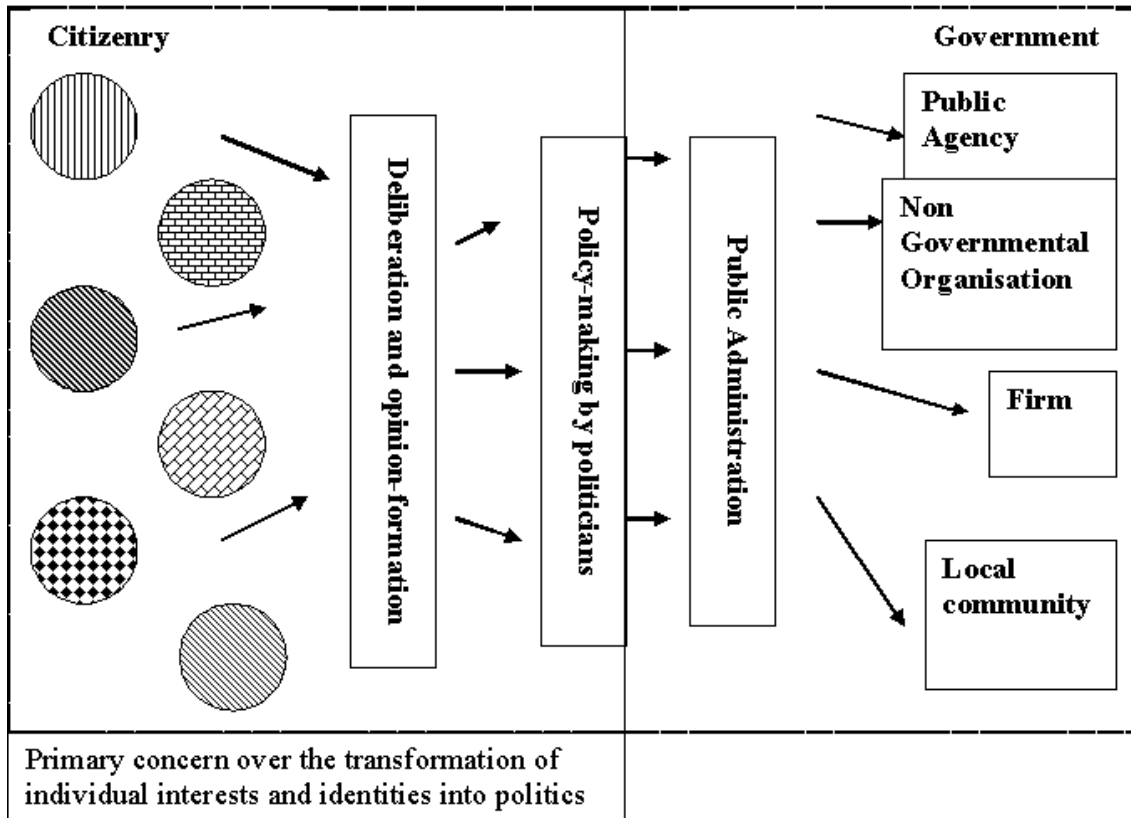 Citizenry
Government
Deliberation and opinion-formation
Policy-making by politicians
Public Administration
Public
Agency
Non
Governmental
Organisation
Firm
Local
community
Primary concern over the transformation of
individual interests and identities into politics